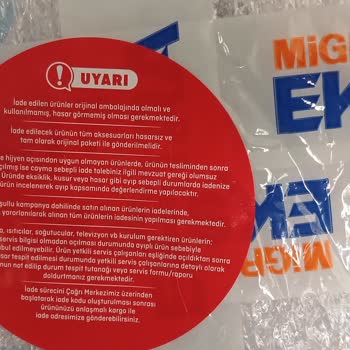 UYARI
İade edilen ürünler orijinal ambalajında olmalı ve
kullanılmamış, hasar görmemiş olması gerekmektedir.
İade edilecek ürünün tüm aksesuarları hasarsız ve
tam olarak orijinal paketi ile gönderilmelidir.
hijyen açısından uygun olmayan ürünlerde, ürünün tesliminden sonra
açılmış ise cayma sebepli iade talebiniz ilgili mevzuat gereği olumsuz
Üründe eksiklik, kusur veya hasar gibi ayıp sebepli durumlarda iadenize
ürün incelenerek ayıp kapsamında değerlendirme yapılacaktır.
şullu kampanya dahilinde satın alınan ürünlerin iadelerinde,
yararlanılarak alınan tüm ürünlerin iadesinin yapılması gerekmektedir.
ısıtıcılar, soğutucular, televizyon vb kurulum gerektiren ürünlerin;
servis bilgisi olmadan açılması durumunda ayıplı ürün sebebiyle
bul edilmeyebilir. Ürün yetkili servis çalışanları eşliğinde açıldıktan sonra
sar tespit edilmesi durumunda yetkili servis çalışanlarına detaylı olarak
nun not edilip durum tespit tutanağı veya servis formu/raporu
doldurtmanız gerekmektedir.
İade sürecini Çağrı Merkezimiz üzerinden
başlatarak iade kodu oluşturulması sonrası
ürününüzü anlaşmalı kargo ile
iade adresimize gönderebilirsiniz.
MiG
EK